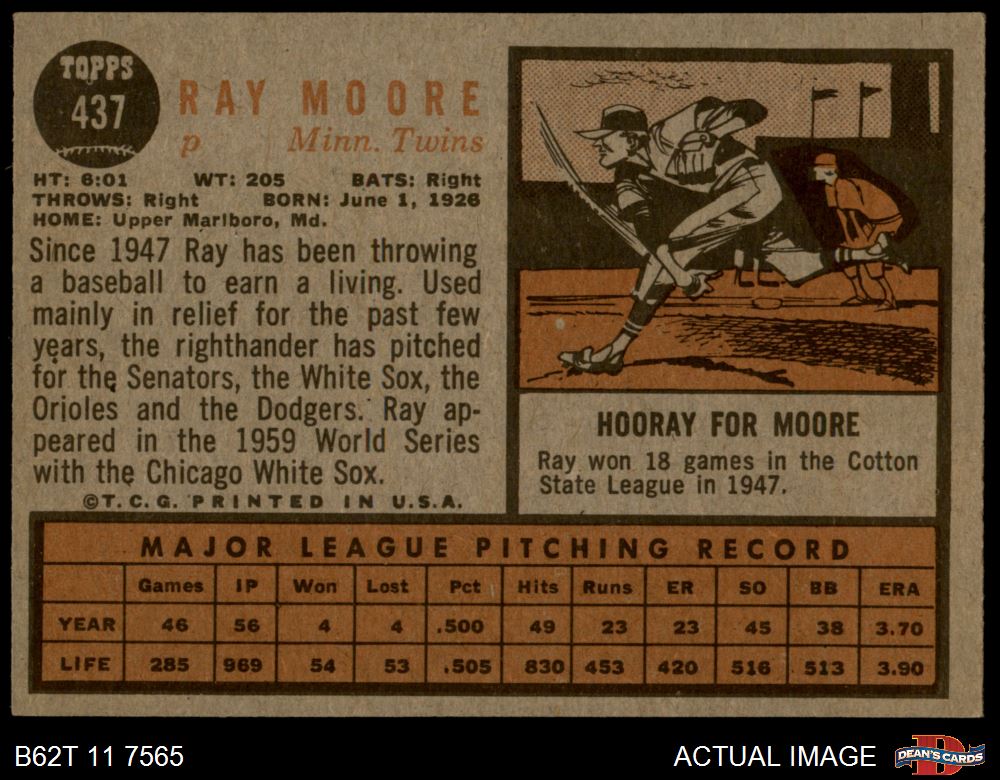 TOPPS
437
RAY MOORE
p Minn. Twins
HT: 6:01 WT: 205 BATS: Right
THROWS: Right BORN: June 1, 1926
HOME: Upper Marlboro, Md.
Since 1947 Ray has been throwing
a baseball to earn a living. Used
mainly in relief for the past few
years, the righthander has pitched
for the Senators, the White Sox, the
Orioles and the Dodgers. Ray ap-
peared in the 1959 World Series
with the Chicago White Sox.
©T.C.G. PRINTED IN U.S.A.
HOORAY FOR MOORE
Ray won 18 games in the Cotton
State League in 1947.
MAJOR LEAGUE PITCHING RECORD
Games IP Won Lost Pct Hits Runs ER SO BB ERA
YEAR 46 56 4 4 .500 49 23 23 45 38 3.70
LIFE 285 969 54 53 .505 830 453 420 516 513 3.90
B62T 11 7565 ACTUAL IMAGE
D
DEAN'S CARDS